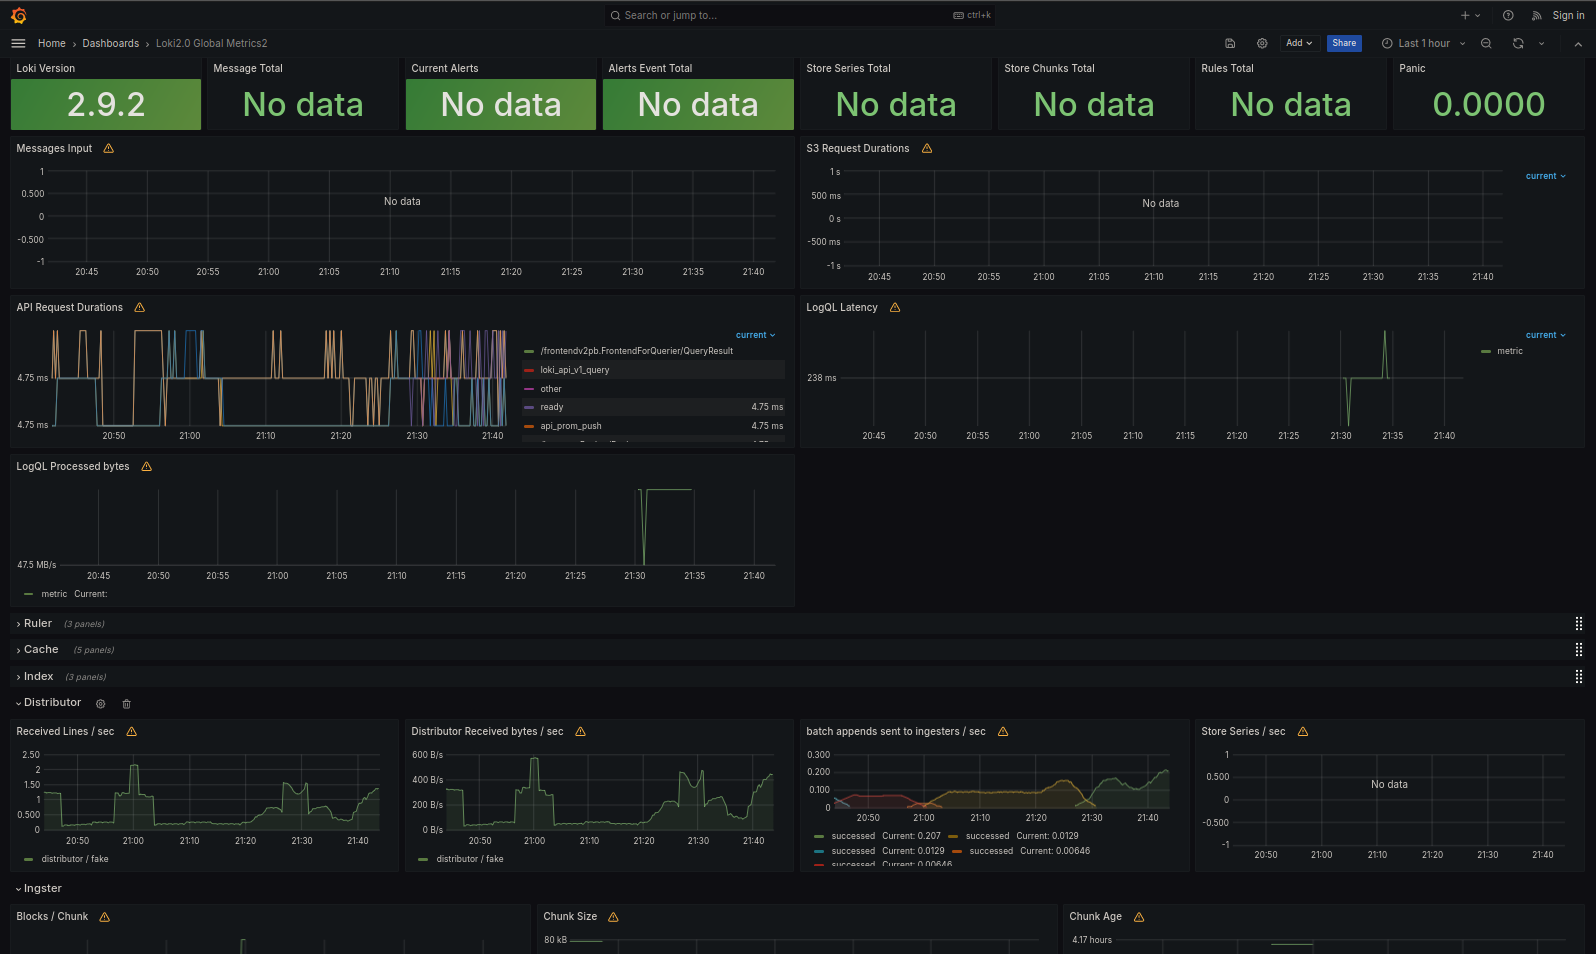 Search or jump to...
ctrl+k
Sign in
Home › Dashboards › Loki2.0 Global Metrics2
Add
Share
Last 1 hour
Loki Version
Message Total
Current Alerts
Alerts Event Total
Store Series Total
Store Chunks Total
Rules Total
Panic
2.9.2
No data
No data
No data
No data
No data
No data
0.0000
Messages Input
1
0.500
0
-0.500
-1
No data
20:45 20:50 20:55 21:00 21:05 21:10 21:15 21:20 21:25 21:30 21:35 21:40
S3 Request Durations
1 s
500 ms
0 s
-500 ms
-1 s
No data
current
20:45 20:50 20:55 21:00 21:05 21:10 21:15 21:20 21:25 21:30 21:35 21:40
API Request Durations
4.75 ms
4.75 ms
20:50 21:00 21:10 21:20 21:30 21:40
current
/frontendv2pb.FrontendForQuerier/QueryResult
loki_api_v1_query
other
ready 4.75 ms
api_prom_push 4.75 ms
LogQL Latency
238 ms
current
metric
20:45 20:50 20:55 21:00 21:05 21:10 21:15 21:20 21:25 21:30 21:35 21:40
LogQL Processed bytes
47.5 MB/s
20:45 20:50 20:55 21:00 21:05 21:10 21:15 21:20 21:25 21:30 21:35 21:40
metric Current:
Ruler (3 panels)
Cache (5 panels)
Index (3 panels)
Distributor
Received Lines / sec
2.50
2
1.50
1
0.500
0
20:50 21:00 21:10 21:20 21:30 21:40
distributor / fake
Distributor Received bytes / sec
600 B/s
400 B/s
200 B/s
0 B/s
20:50 21:00 21:10 21:20 21:30 21:40
distributor / fake
batch appends sent to ingesters / sec
0.300
0.200
0.100
0
20:50 21:00 21:10 21:20 21:30 21:40
successed Current: 0.207 successed Current: 0.0129
successed Current: 0.0129 successed Current: 0.00646
successed Current: 0.00646
Store Series / sec
1
0.500
0
-0.500
-1
No data
20:50 21:00 21:10 21:20 21:30 21:40
Ingster
Blocks / Chunk
Chunk Size
80 kB
Chunk Age
4.17 hours